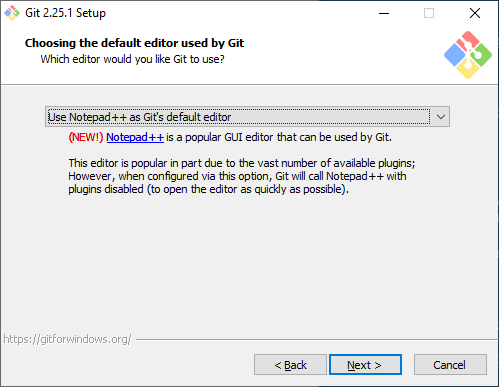 Git 2.25.1 Setup
Choosing the default editor used by Git
Which editor would you like Git to use?
Use Notepad++ as Git's default editor
(NEW!) Notepad++ is a popular GUI editor that can be used by Git.
This editor is popular in part due to the vast number of available plugins;
However, when configured via this option, Git will call Notepad++ with
plugins disabled (to open the editor as quickly as possible).
https://gitforwindows.org/
< Back
Next >
Cancel